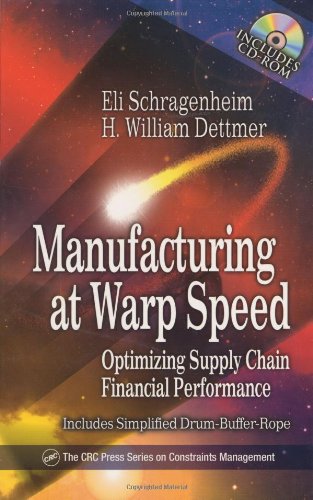 INCLUDES
CD-ROM
Eli Schragenheim
H. William Dettmer
Manufacturing
at Warp Speed
Optimizing Supply Chain
Financial Performance
Includes Simplified Drum-Buffer-Rope
CRC The CRC Press Series on Constraints Management